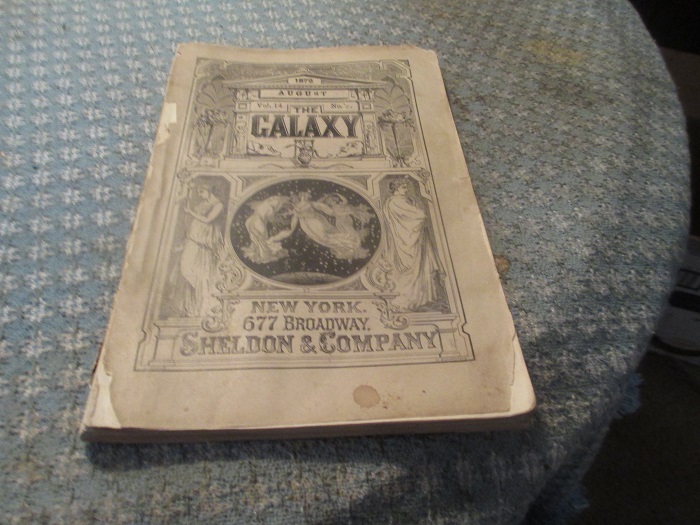 1872
AUGUST
Vol. 14 No. 2.
THE
GALAXY
NEW YORK.
677 BROADWAY.
SHELDON & COMPANY